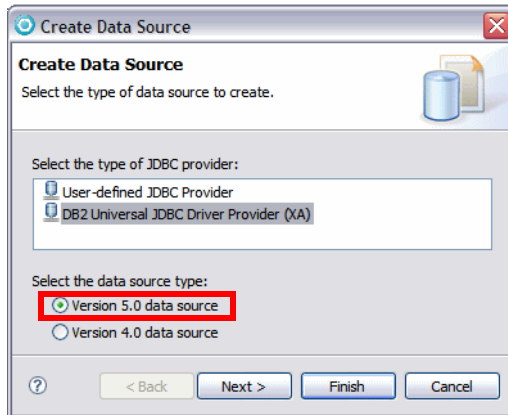 Create Data Source
Create Data Source
Select the type of data source to create.
Select the type of JDBC provider:
User-defined JDBC Provider
DB2 Universal JDBC Driver Provider (XA)
Select the data source type:
Version 5.0 data source
Version 4.0 data source
? < Back Next > Finish Cancel